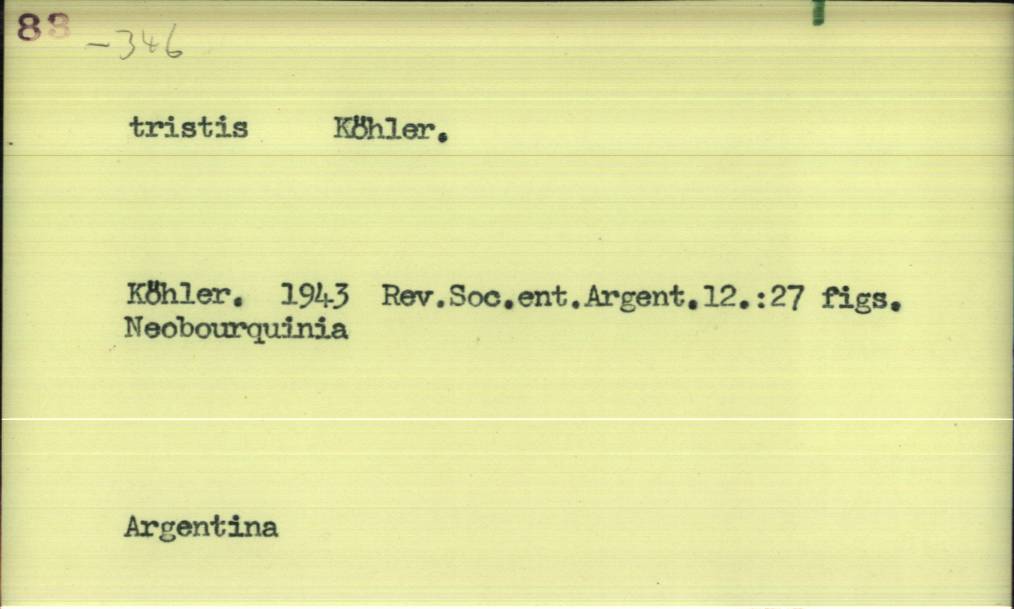 88
-346
tristis Köhler.
Köhler. 1943 Rev.Soc.ent.Argent.12.:27 figs.
Neobourquinia
Argentina